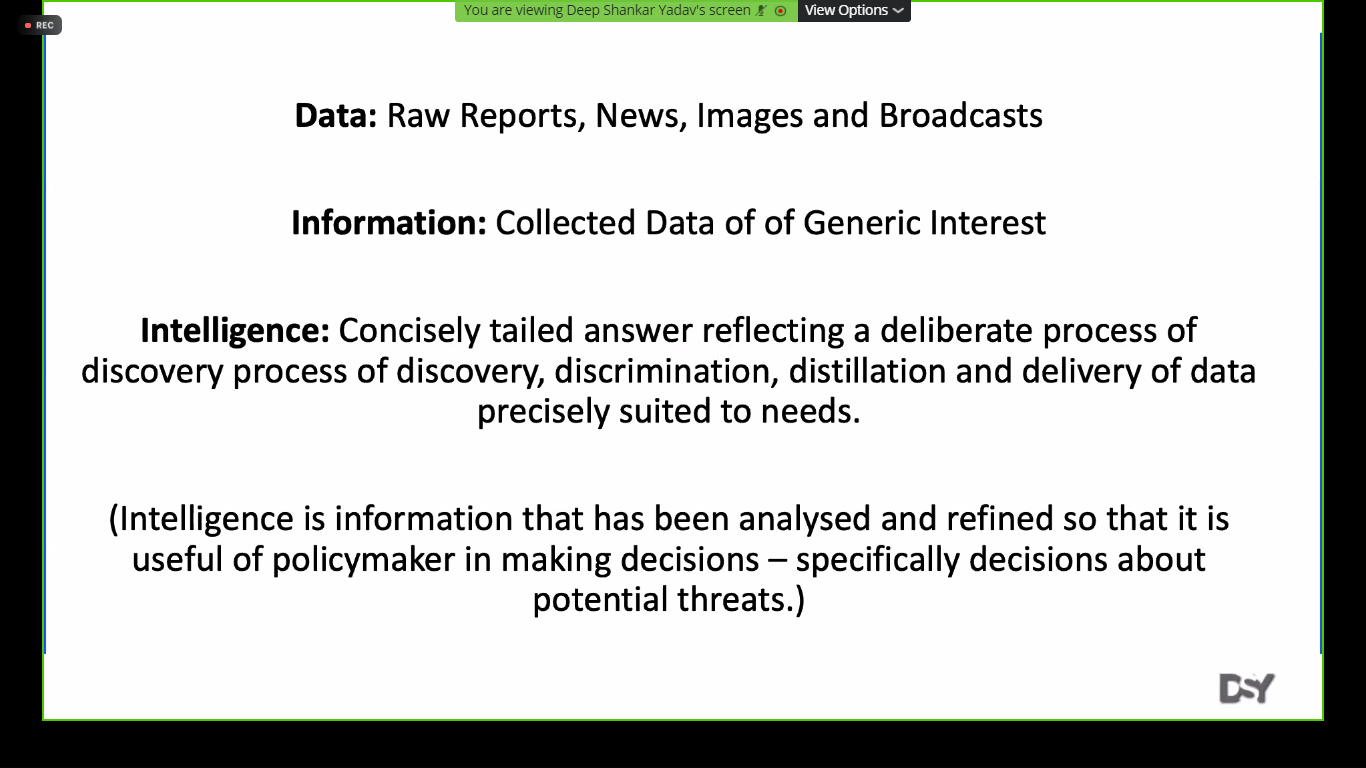 You are viewing Deep Shankar Yadav's screen
View Options
REC
Data: Raw Reports, News, Images and Broadcasts
Information: Collected Data of of Generic Interest
Intelligence: Concisely tailed answer reflecting a deliberate process of
discovery process of discovery, discrimination, distillation and delivery of data
precisely suited to needs.
(Intelligence is information that has been analysed and refined so that it is
useful of policymaker in making decisions – specifically decisions about
potential threats.)
DSY